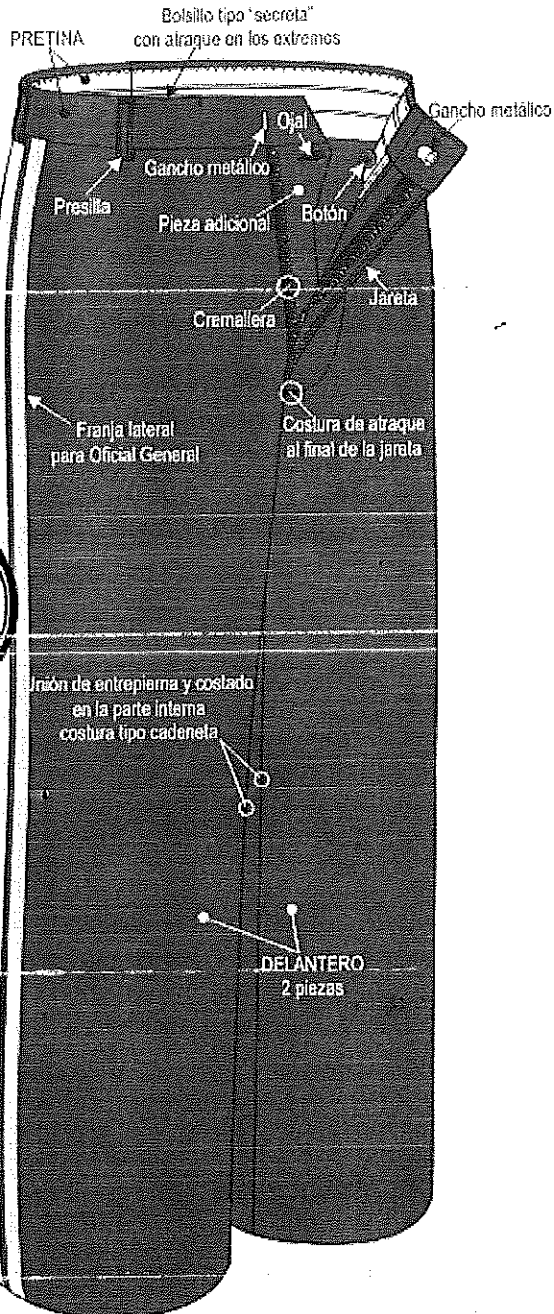 Bolsillo tipo "secreta"
con atraque en los extremos
PRETINA
Gancho metálico
Ojal
Gancho metálico
Presilla
Pieza adicional
Botón
Jareta
Cremallera
Franja lateral
para Oficial General
Costura de atraque
al final de la jareta
Unión de entrepierna y costado
en la parte interna
costura tipo cadeneta
DELANTERO
2 piezas